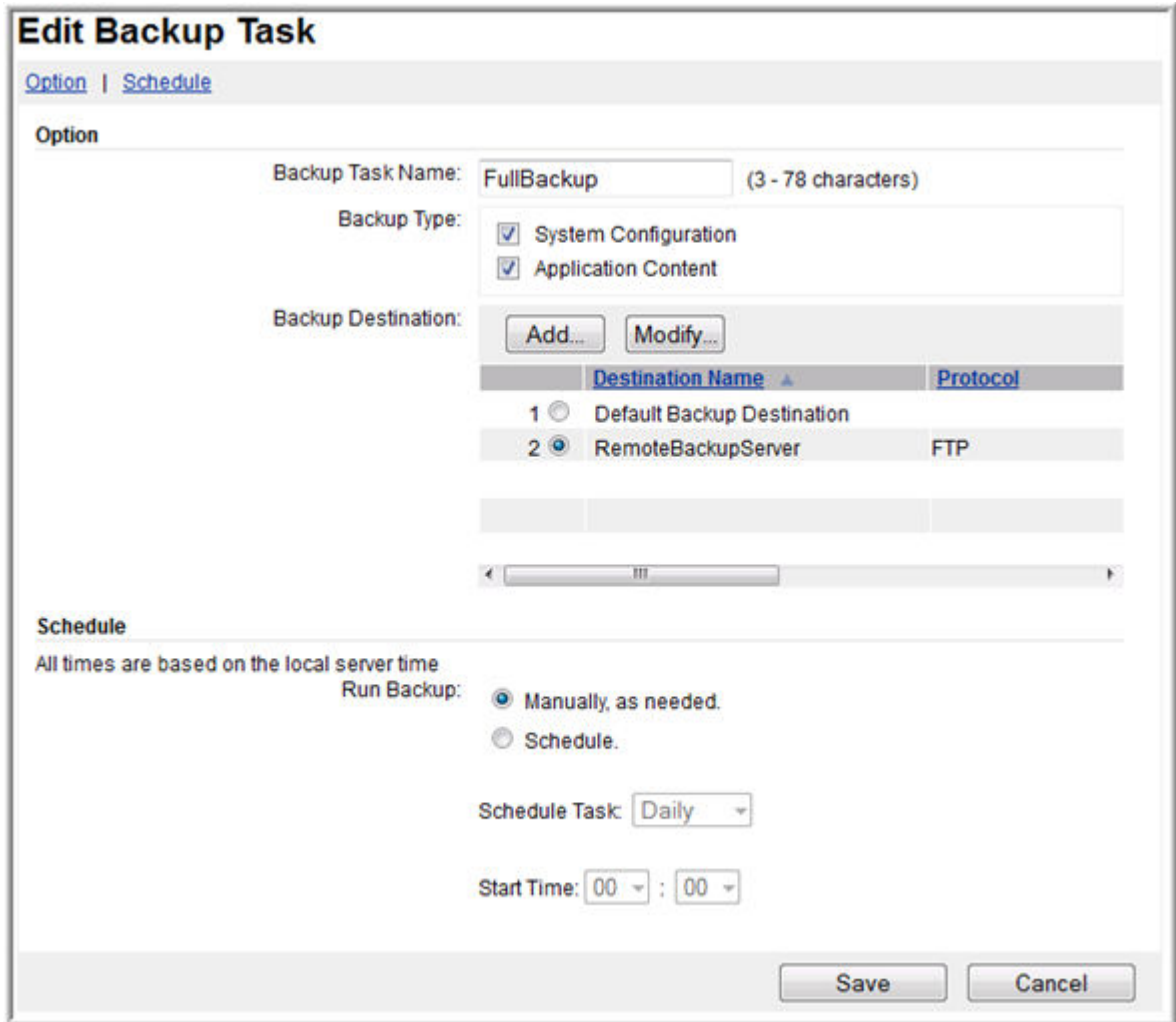 Edit Backup Task
Option | Schedule
Option
Backup Task Name: FullBackup (3 - 78 characters)
Backup Type:
System Configuration
Application Content
Backup Destination:
Add... Modify...
Destination Name Protocol
1 Default Backup Destination
2 RemoteBackupServer FTP
Schedule
All times are based on the local server time
Run Backup:
Manually, as needed.
Schedule.
Schedule Task: Daily
Start Time: 00 : 00
Save Cancel